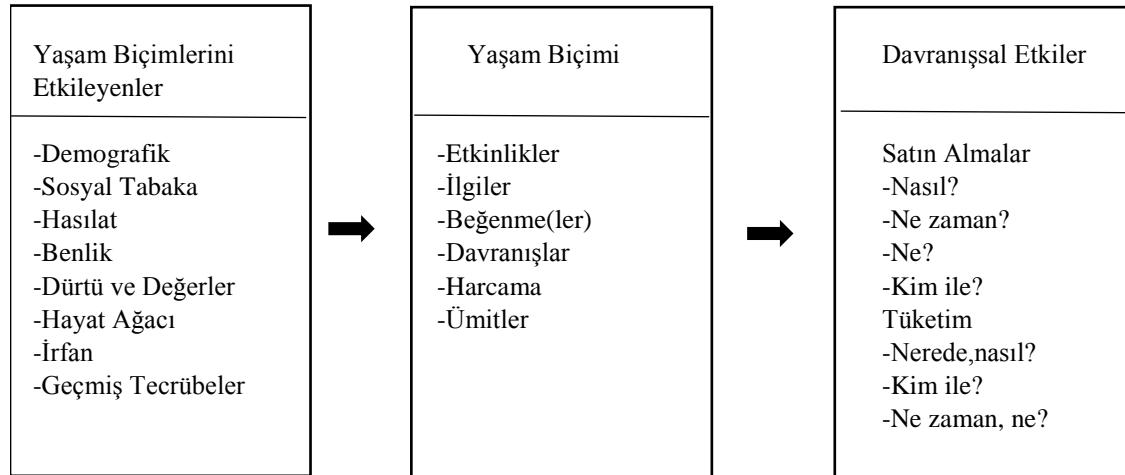 Yaşam Biçimlerini
Etkileyenler
-Demografik
-Sosyal Tabaka
-Hasılat
-Benlik
-Dürtü ve Değerler
-Hayat Ağacı
-İrfan
-Geçmiş Tecrübeler
Yaşam Biçimi
-Etkinlikler
-İlgiler
-Beğenme(ler)
-Davranışlar
-Harcama
-Ümitler
Davranışsal Etkiler
Satın Almalar
-Nasıl?
-Ne zaman?
-Ne?
-Kim ile?
Tüketim
-Nerede,nasıl?
-Kim ile?
-Ne zaman, ne?